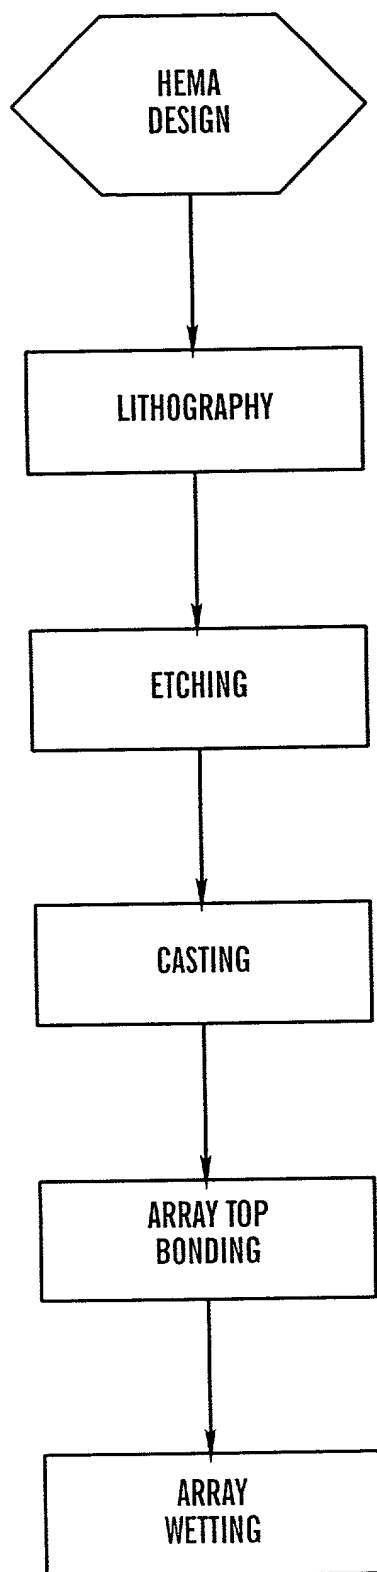 HEMA
DESIGN
LITHOGRAPHY
ETCHING
CASTING
ARRAY TOP
BONDING
ARRAY
WETTING